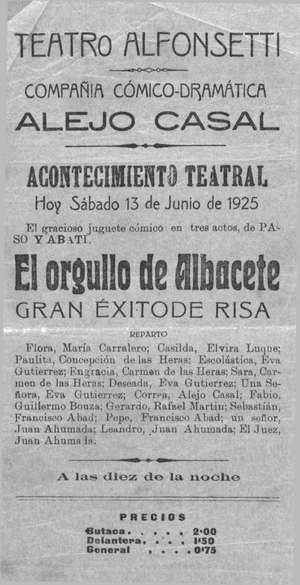 TEATRO ALFONSETTI
COMPAÑIA CÓMICO-DRAMÁTICA
ALEJO CASAL
ACONTECIMIENTO TEATRAL
Hoy Sábado 13 de Junio de 1925
El gracioso juguete cómico en tres actos, de PA-
SO Y ABATI.
El orgullo de Albacete
GRAN ÉXITODE RISA
REPARTO
Flora, María Carralero; Casilda, Elvira Luque;
Paulita, Concepción de las Heras; Escolástica, Eva
Gutierrez; Engracia, Carmen de las Heras; Sara, Car-
men de las Heras; Deseada, Eva Gutierrez; Una Se-
ñora, Eva Gutierrez; Correa, Alejo Casal; Fabio,
Guillermo Bouza; Gerardo, Rafael Martin; Sebastián,
Francisco Abad; Pepe, Francisco Abad; un señor,
Juan Ahumada; Leandro, Juan Ahumada; El Juez,
Juan Ahumada.
A las diez de la noche
PRECIOS
Butaca. . . . . 2·00
Delantera. . . . 1·50
General . . . . 0·75